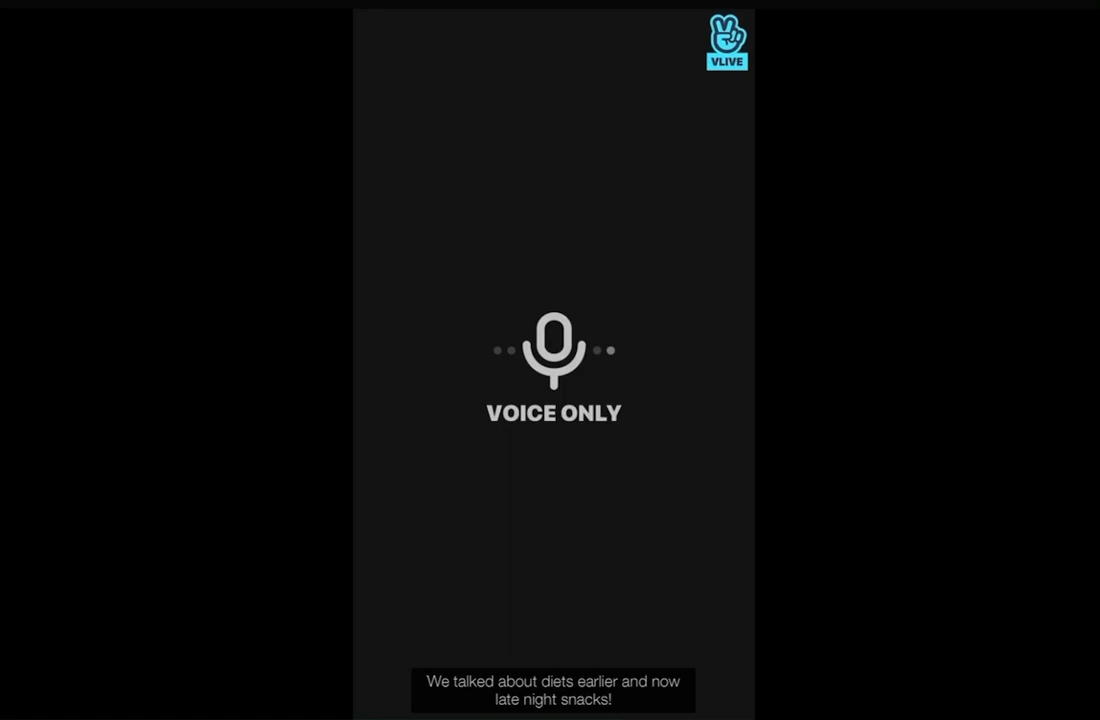 VLIVE
VOICE ONLY
We talked about diets earlier and now
late night snacks!